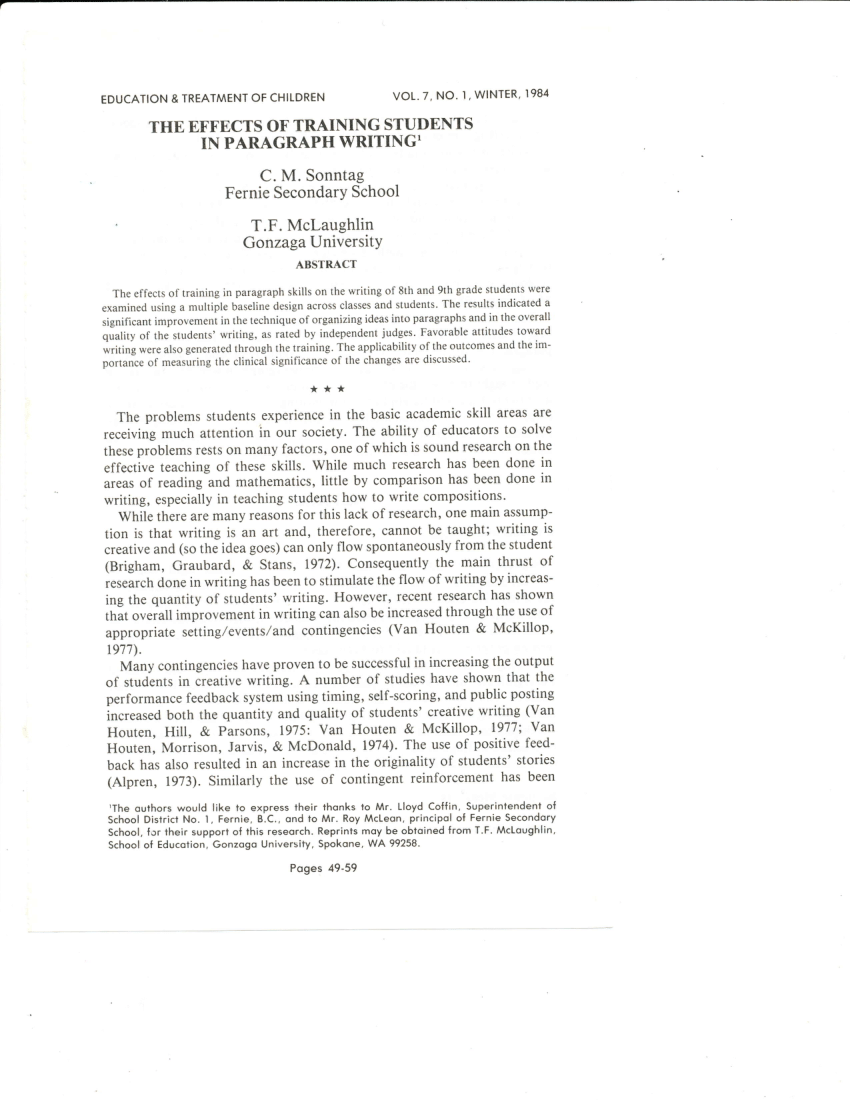 EDUCATION & TREATMENT OF CHILDREN VOL. 7, NO. 1, WINTER, 1984
THE EFFECTS OF TRAINING STUDENTS
IN PARAGRAPH WRITING¹
C. M. Sonntag
Fernie Secondary School
T.F. McLaughlin
Gonzaga University
ABSTRACT
The effects of training in paragraph skills on the writing of 8th and 9th grade students were
examined using a multiple baseline design across classes and students. The results indicated a
significant improvement in the technique of organizing ideas into paragraphs and in the overall
quality of the students' writing, as rated by independent judges. Favorable attitudes toward
writing were also generated through the training. The applicability of the outcomes and the im-
portance of measuring the clinical significance of the changes are discussed.
★ ★ ★
The problems students experience in the basic academic skill areas are
receiving much attention in our society. The ability of educators to solve
these problems rests on many factors, one of which is sound research on the
effective teaching of these skills. While much research has been done in
areas of reading and mathematics, little by comparison has been done in
writing, especially in teaching students how to write compositions.
While there are many reasons for this lack of research, one main assump-
tion is that writing is an art and, therefore, cannot be taught; writing is
creative and (so the idea goes) can only flow spontaneously from the student
(Brigham, Graubard, & Stans, 1972). Consequently the main thrust of
research done in writing has been to stimulate the flow of writing by increas-
ing the quantity of students' writing. However, recent research has shown
that overall improvement in writing can also be increased through the use of
appropriate setting/events/and contingencies (Van Houten & McKillop,
1977).
Many contingencies have proven to be successful in increasing the output
of students in creative writing. A number of studies have shown that the
performance feedback system using timing, self-scoring, and public posting
increased both the quantity and quality of students' creative writing (Van
Houten, Hill, & Parsons, 1975: Van Houten & McKillop, 1977; Van
Houten, Morrison, Jarvis, & McDonald, 1974). The use of positive feed-
back has also resulted in an increase in the originality of students' stories
(Alpren, 1973). Similarly the use of contingent reinforcement has been
¹The authors would like to express their thanks to Mr. Lloyd Coffin, Superintendent of
School District No. 1, Fernie, B.C., and to Mr. Roy McLean, principal of Fernie Secondary
School, for their support of this research. Reprints may be obtained from T.F. McLaughlin,
School of Education, Gonzaga University, Spokane, WA 99258.
Pages 49-59